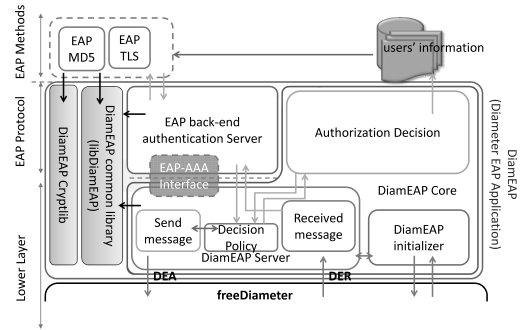 EAP Methods
EAP
MD5
EAP
TLS
users' information
EAP Protocol
DiamEAP Cryptlib
DiamEAP common library
(libDiamEAP)
EAP back-end
authentication Server
Authorization Decision
EAP-AAA
interface
DiamEAP Core
DiamEAP
(Diameter EAP Application)
Lower Layer
Send
message
Decision
Policy
Received
message
DiamEAP
initializer
DiamEAP Server
DEA
DER
freeDiameter